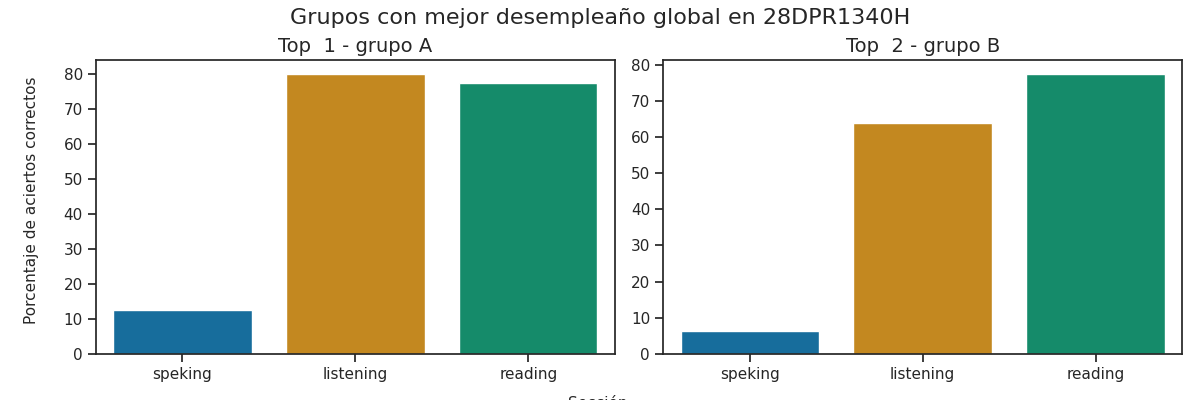 Grupos con mejor desempleaño global en 28DPR1340H
Top  1 - grupo A
Top  2 - grupo B
Porcentaje de aciertos correctos
80
70
60
50
40
30
20
10
0
speking
listening
reading
80
70
60
50
40
30
20
10
0
speking
listening
reading
Sección